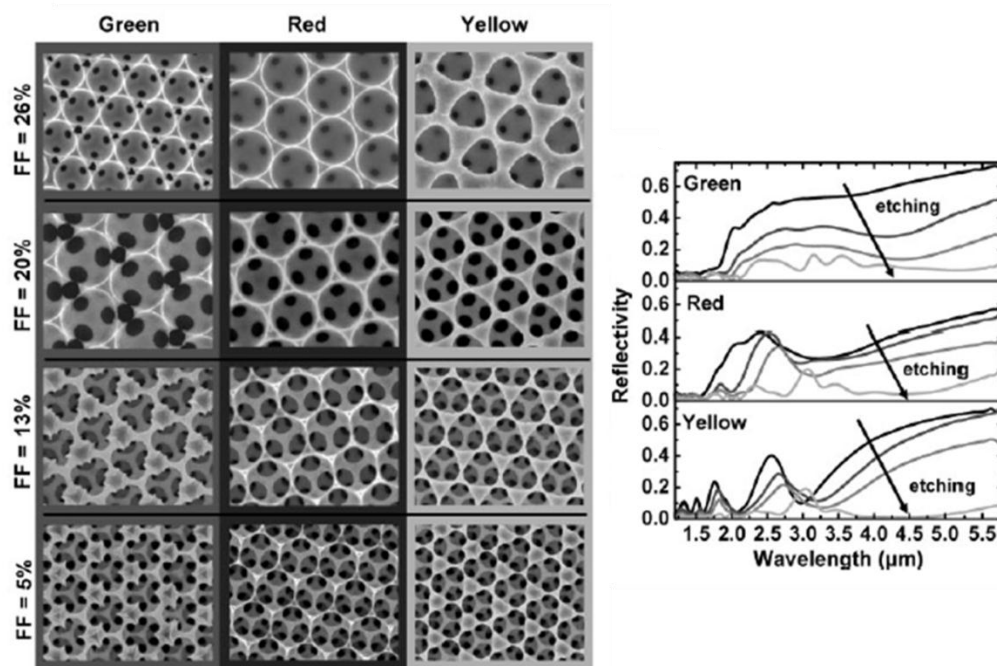 Green Red Yellow
FF = 26%
FF = 20%
FF = 13%
FF = 5%
Reflectivity
0.6
0.4
0.2
0.0
Green
etching
0.6
0.4
0.2
0.0
Red
etching
0.6
0.4
0.2
0.0
Yellow
etching
1.5 2.0 2.5 3.0 3.5 4.0 4.5 5.0 5.5
Wavelength (μm)